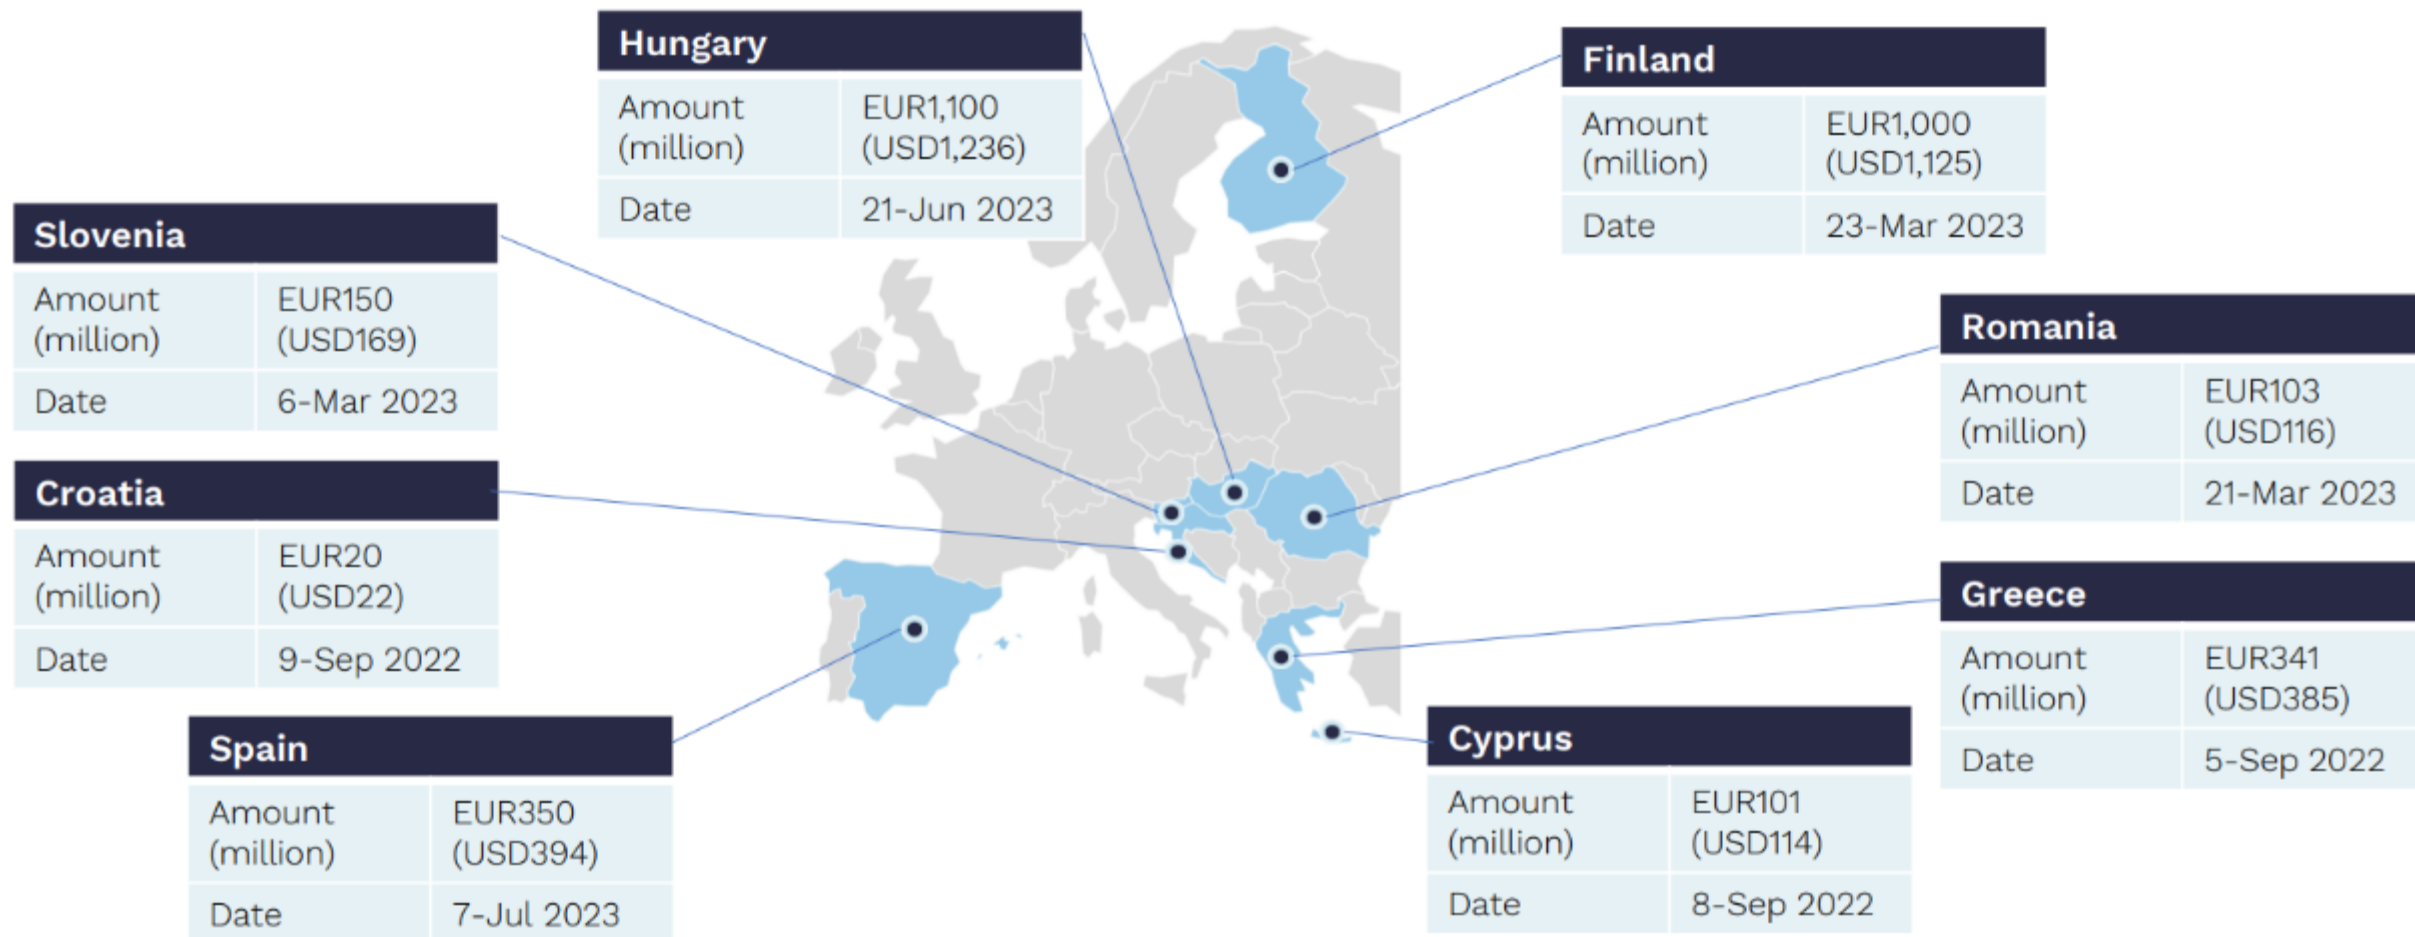 Hungary
Amount EUR1,100
(million) (USD1,236)
Date 21-Jun 2023
Finland
Amount EUR1,000
(million) (USD1,125)
Date 23-Mar 2023
Slovenia
Amount EUR150
(million) (USD169)
Date 6-Mar 2023
Romania
Amount EUR103
(million) (USD116)
Date 21-Mar 2023
Croatia
Amount EUR20
(million) (USD22)
Date 9-Sep 2022
Greece
Amount EUR341
(million) (USD385)
Date 5-Sep 2022
Spain
Amount EUR350
(million) (USD394)
Date 7-Jul 2023
Cyprus
Amount EUR101
(million) (USD114)
Date 8-Sep 2022